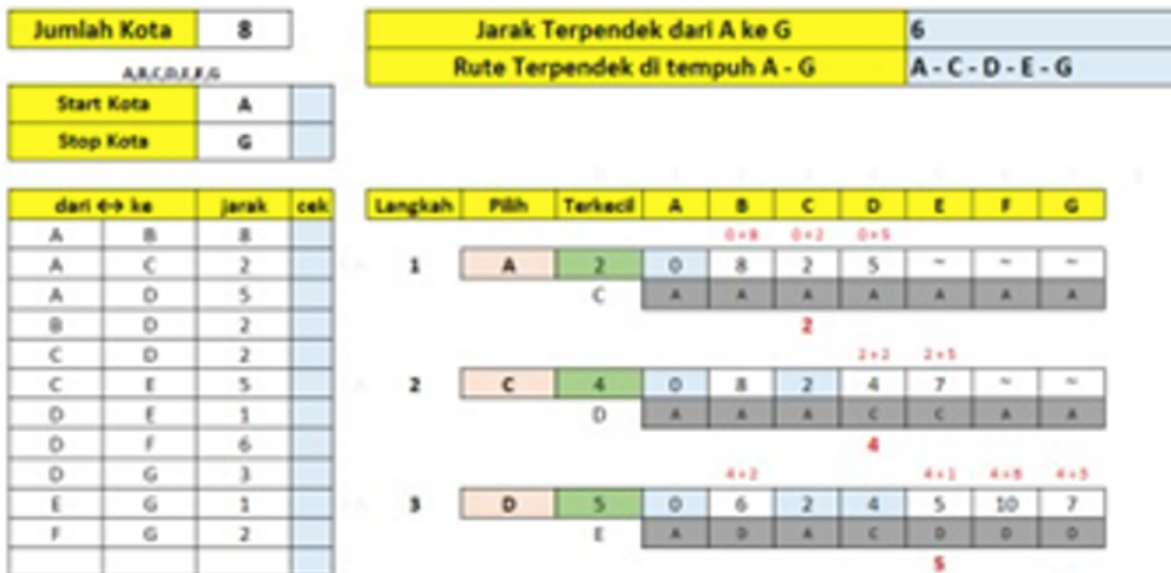 Jumlah Kota 8
Jarak Terpendek dari A ke G 6
Rute Terpendek di tempuh A - G A - C - D - E - G
A,B,C,D,E,F,G
Start Kota A
Stop Kota G
dari ↔ ke jarak cek
A B 8
A C 2
A D 5
B D 2
C D 2
C E 5
D E 1
D F 6
D G 3
E G 1
F G 2
Langkah Pilih Terkecil A B C D E F G
0+8 0+2 0+5
1 A 2 0 8 2 5 ~ ~ ~
C A A A A A A A
2
2+2 2+5
2 C 4 0 8 2 4 7 ~ ~
D A A A C C A A
4
4+2 4+1 4+6 4+3
3 D 5 0 6 2 4 5 10 7
E A D A C D D D
5